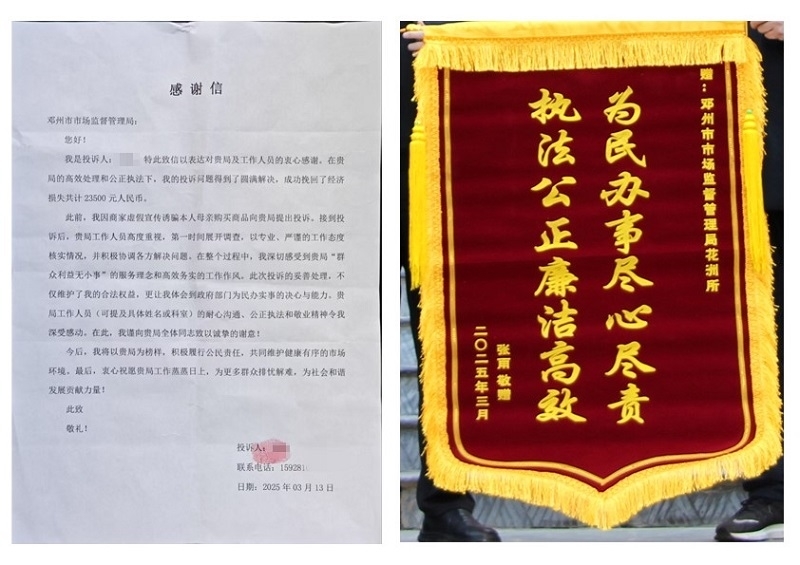 感谢信
邓州市市场监督管理局：
您好！
我是投诉人： 特此致信以表达对贵局及工作人员的衷心感谢。在贵
局的高效处理和公正执法下，我的投诉问题得到了圆满解决，成功挽回了经济
损失共计 23500 元人民币。
此前，我因商家虚假宣传诱骗本人母亲购买商品向贵局提出投诉。接到投
诉后，贵局工作人员高度重视，第一时间展开调查，以专业、严谨的工作态度
核实情况，并积极协调各方解决问题，在整个过程中，我深切感受到贵局“群
众利益无小事”的服务理念和高效务实的工作作风。此次投诉的妥善处理，不
仅维护了我的合法权益，更让我体会到政府部门为民办实事的决心与能力。贵
局工作人员（可提及具体姓名或科室）的耐心沟通、公正执法和敬业精神令我
深受感动。在此，我谨向贵局全体同志致以诚挚的谢意！
今后，我将以贵局为榜样，积极履行公民责任，共同维护健康有序的市场
环境。最后，衷心祝愿贵局工作蒸蒸日上，为更多群众排忧解难，为社会和谐
发展贡献力量！
此致
敬礼！
投诉人：
联系电话：15928
日期：2025 年 03 月 13 日
赠：邓州市市场监督管理局花洲所
为民办事尽心尽责
执法公正廉洁高效
张雨 敬赠
二〇二五年三月